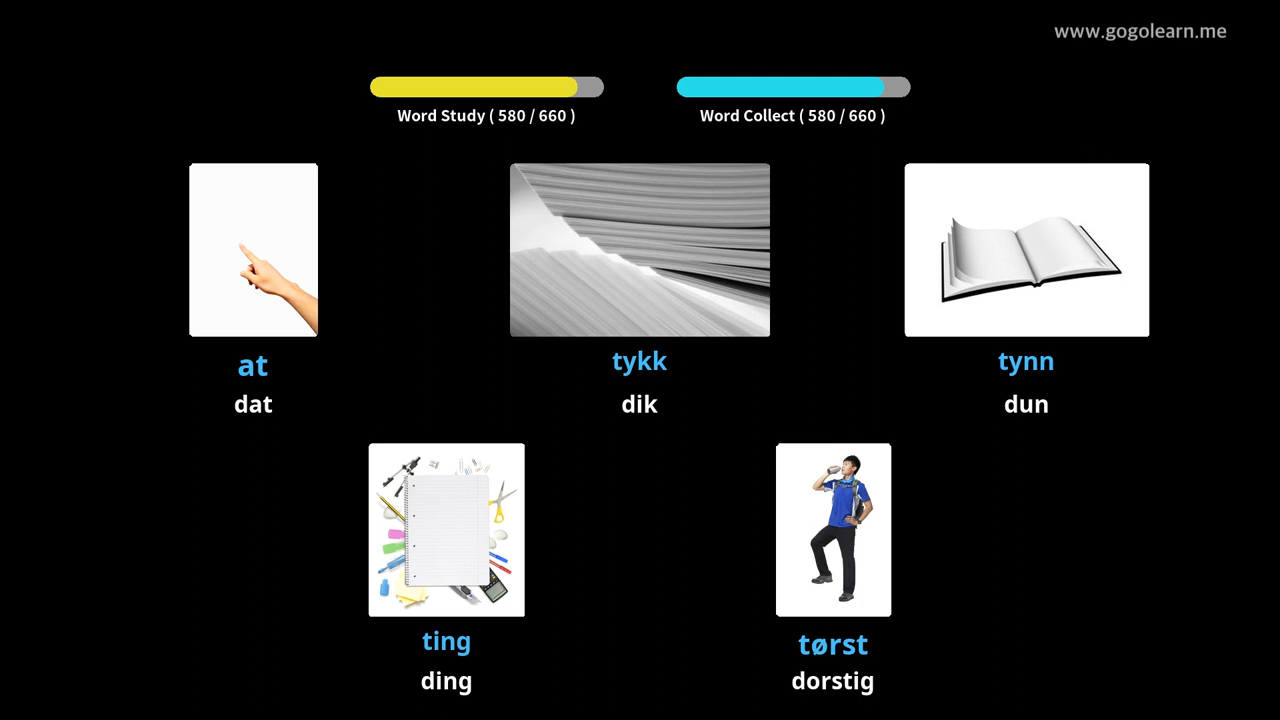 www.gogolearn.me
Word Study ( 580 / 660 )
Word Collect ( 580 / 660 )
at
tykk
tynn
dat
dik
dun
ting
tørst
ding
dorstig